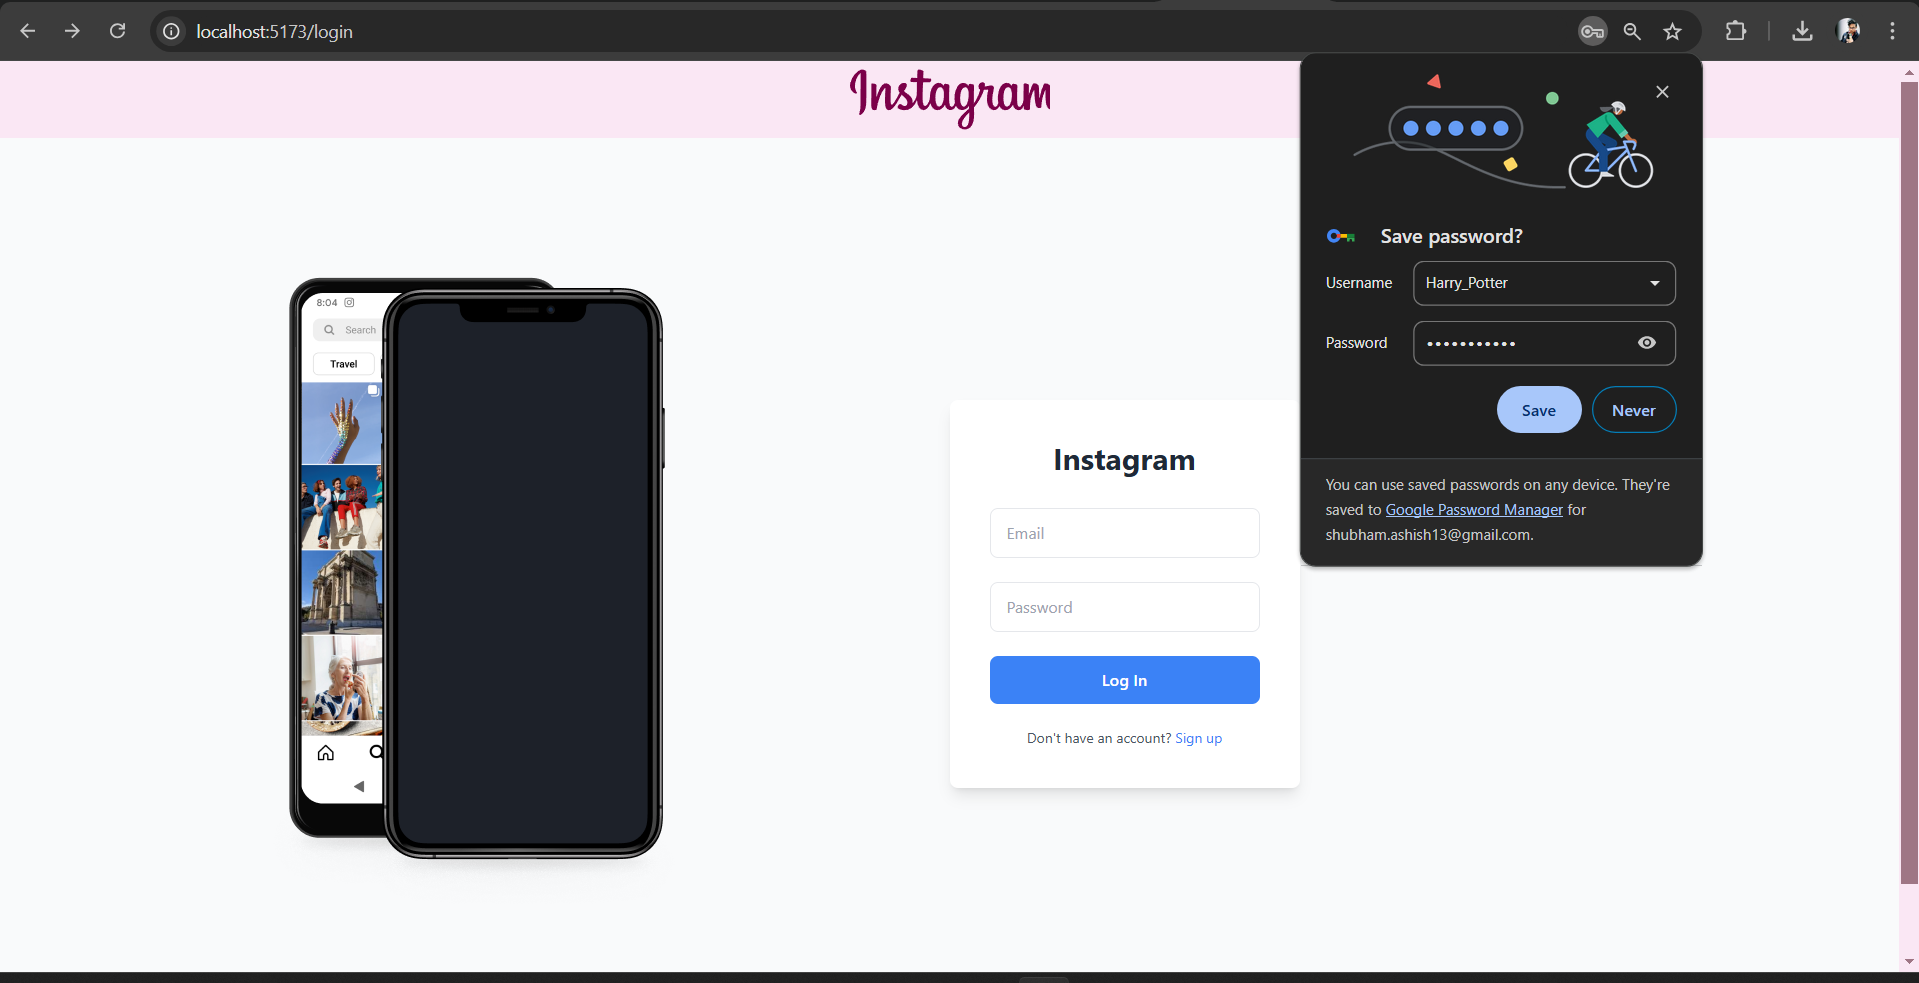 localhost:5173/login
Instagram
Save password?
Username
Harry_Potter
Password
•••••••••••
Save
Never
You can use saved passwords on any device. They're
saved to Google Password Manager for
shubham.ashish13@gmail.com.
8:04
Search
Travel
Instagram
Email
Password
Log In
Don't have an account? Sign up